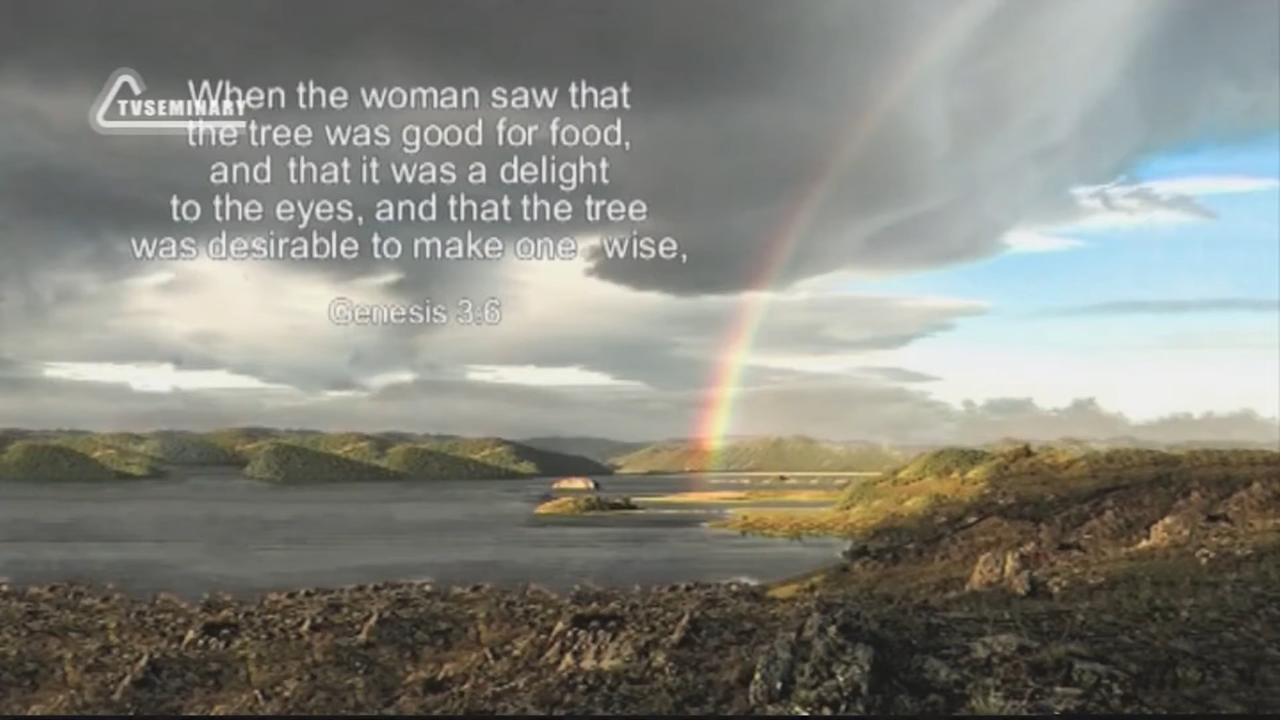 TVSEMINARY
When the woman saw that
the tree was good for food,
and that it was a delight
to the eyes, and that the tree
was desirable to make one wise,
Genesis 3:6